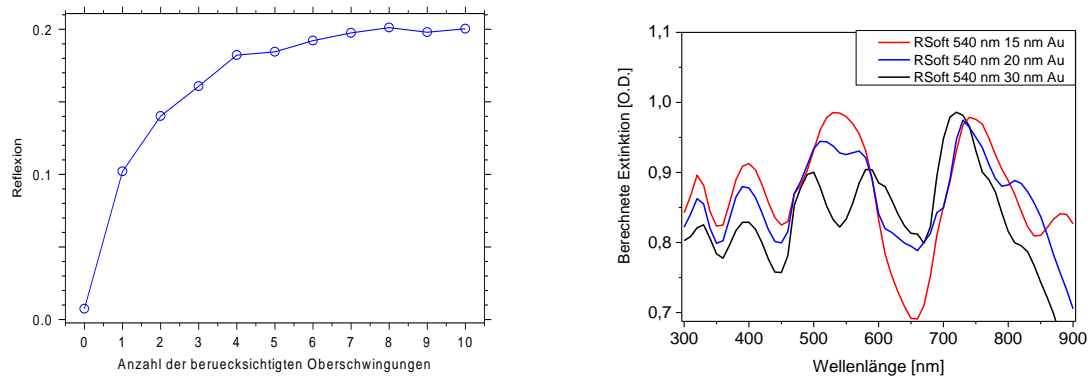 0.2
0.1
0.0
Reflexion
0 1 2 3 4 5 6 7 8 9 10
Anzahl der beruecksichtigten Oberschwingungen
1,1
1,0
0,9
0,8
0,7
Berechnete Extinktion [O.D.]
RSoft 540 nm 15 nm Au
RSoft 540 nm 20 nm Au
RSoft 540 nm 30 nm Au
300 400 500 600 700 800 900
Wellenlänge [nm]